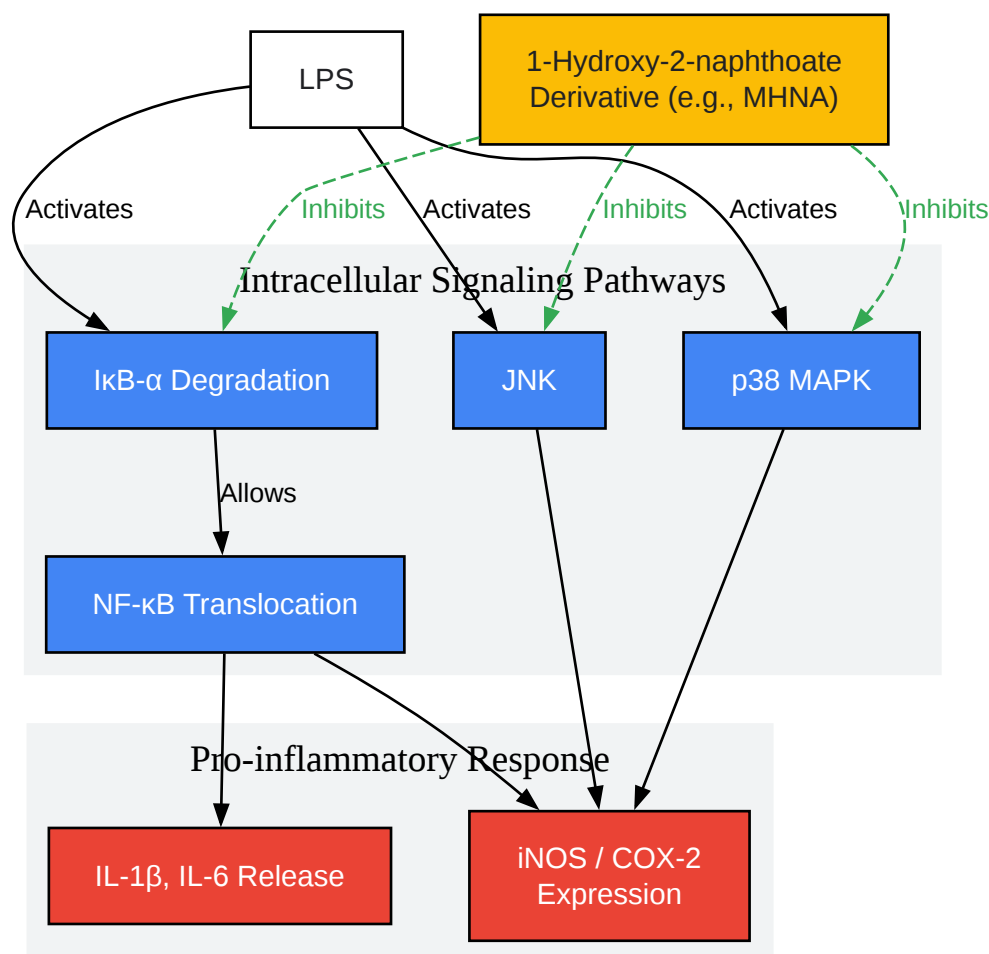 LPS
1-Hydroxy-2-naphthoate
Derivative (e.g., MHNA)
Activates
Inhibits
Activates
Inhibits
Activates
Inhibits
Intracellular Signaling Pathways
IκB-α Degradation
JNK
p38 MAPK
Allows
NF-κB Translocation
Pro-inflammatory Response
IL-1β, IL-6 Release
iNOS / COX-2
Expression